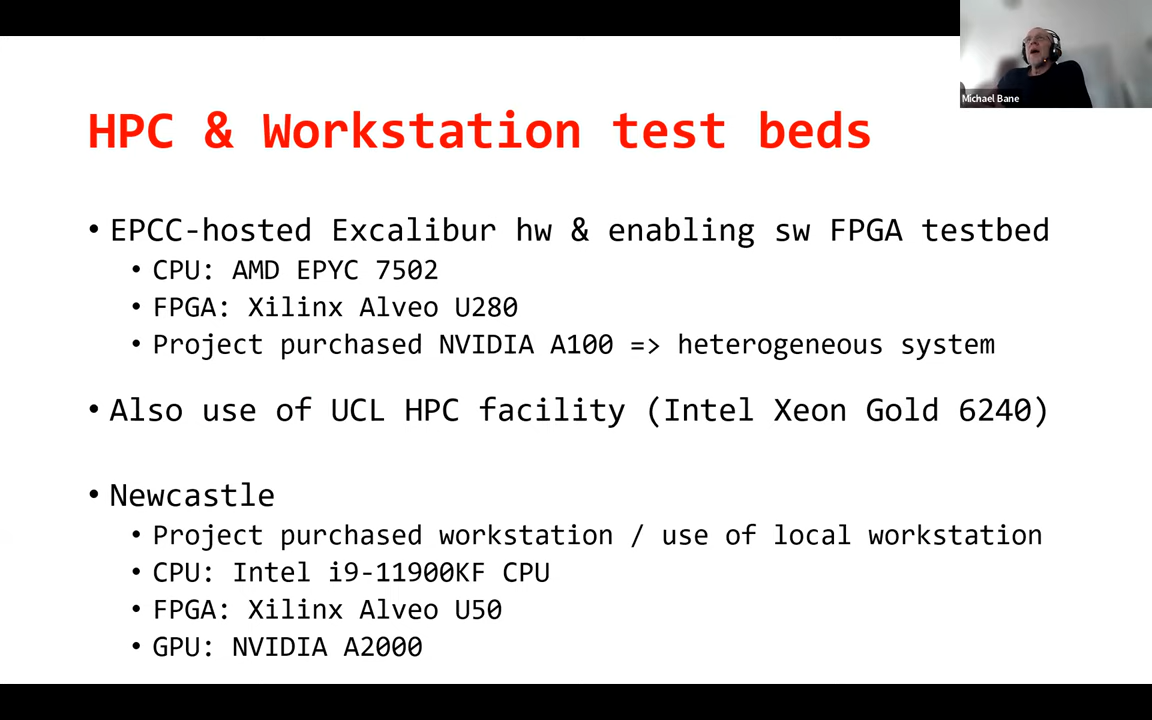 Michael Bane
HPC & Workstation test beds
• EPCC-hosted Excalibur hw & enabling sw FPGA testbed
• CPU: AMD EPYC 7502
• FPGA: Xilinx Alveo U280
• Project purchased NVIDIA A100 => heterogeneous system
• Also use of UCL HPC facility (Intel Xeon Gold 6240)
• Newcastle
• Project purchased workstation / use of local workstation
• CPU: Intel i9-11900KF CPU
• FPGA: Xilinx Alveo U50
• GPU: NVIDIA A2000